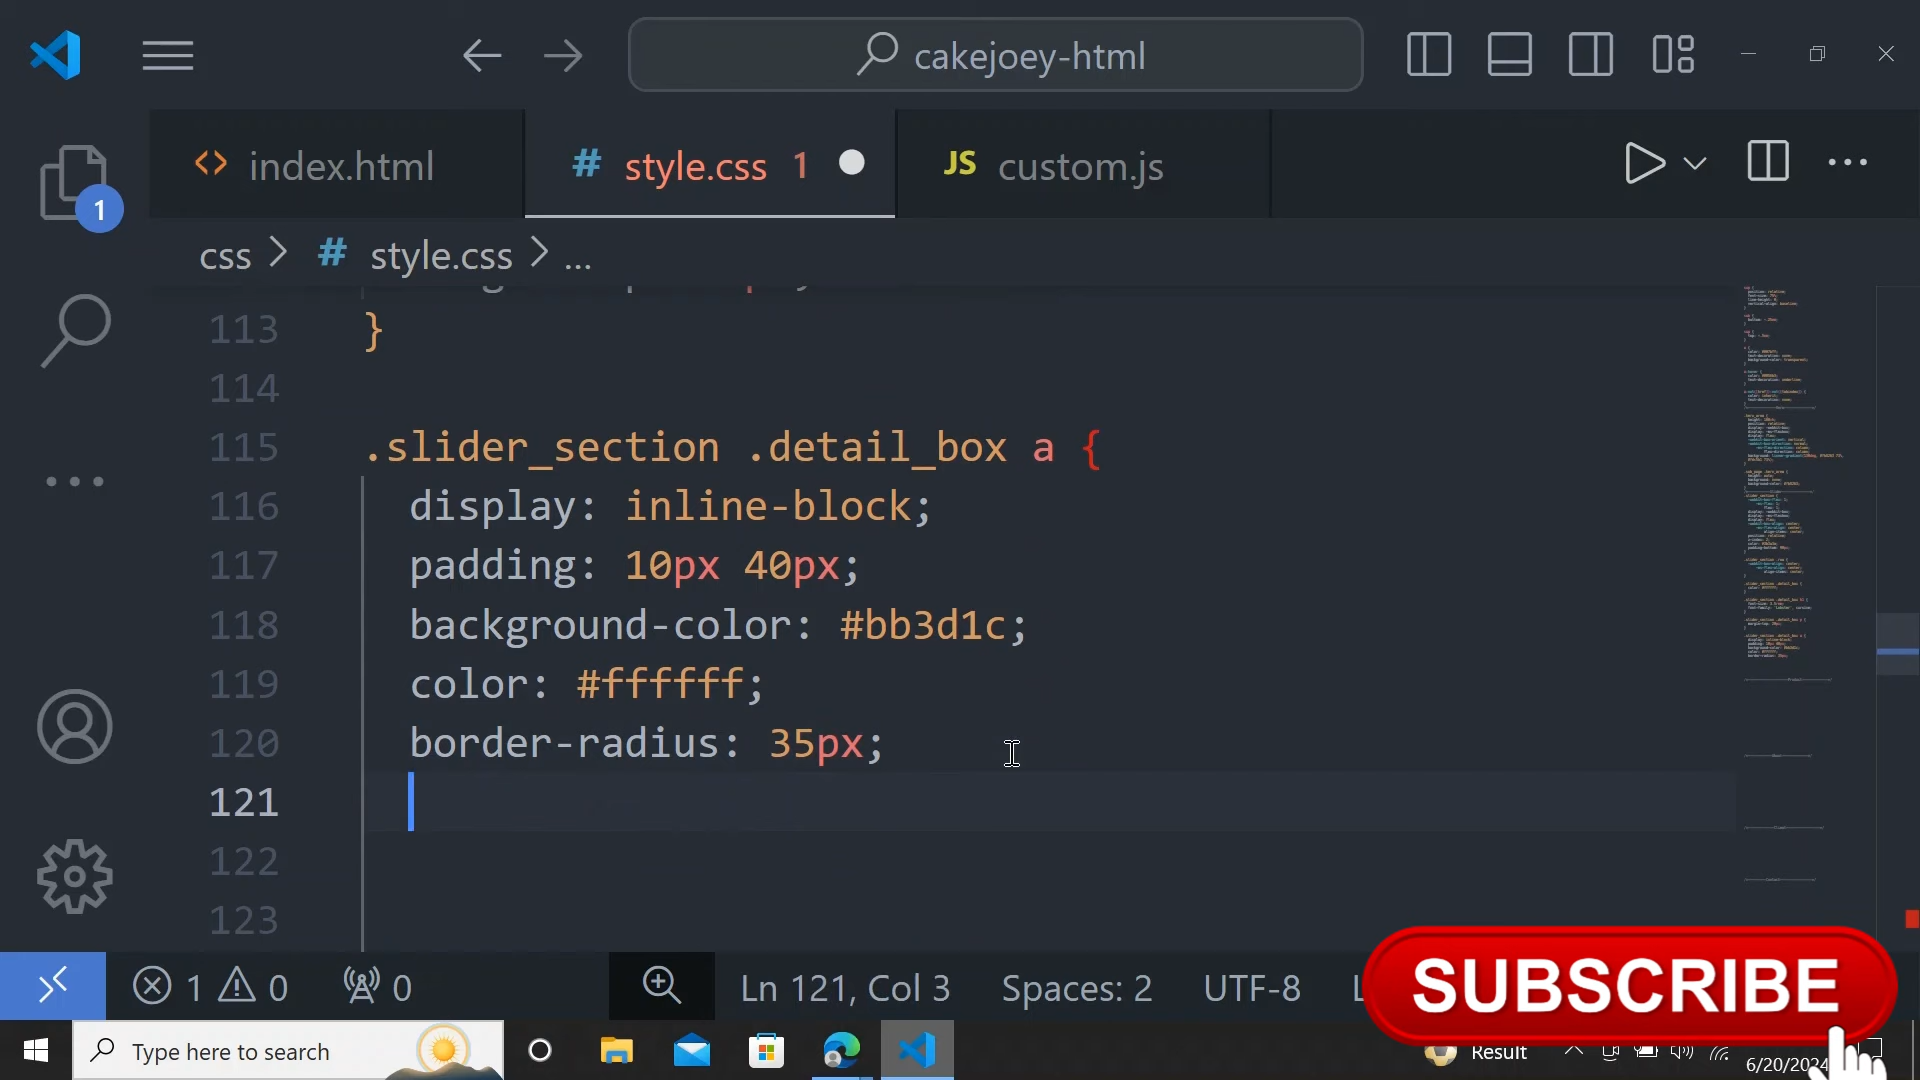 cakejoey-html
index.html
style.css 1
JS custom.js
1
css > # style.css > ...
113 }
114
115 .slider_section .detail_box a {
116 display: inline-block;
117 padding: 10px 40px;
118 background-color: #bb3d1c;
119 color: #ffffff;
120 border-radius: 35px;
121
122
123
1 0 0
Ln 121, Col 3
Spaces: 2
UTF-8
SUBSCRIBE
Type here to search
Result
6/20/2024